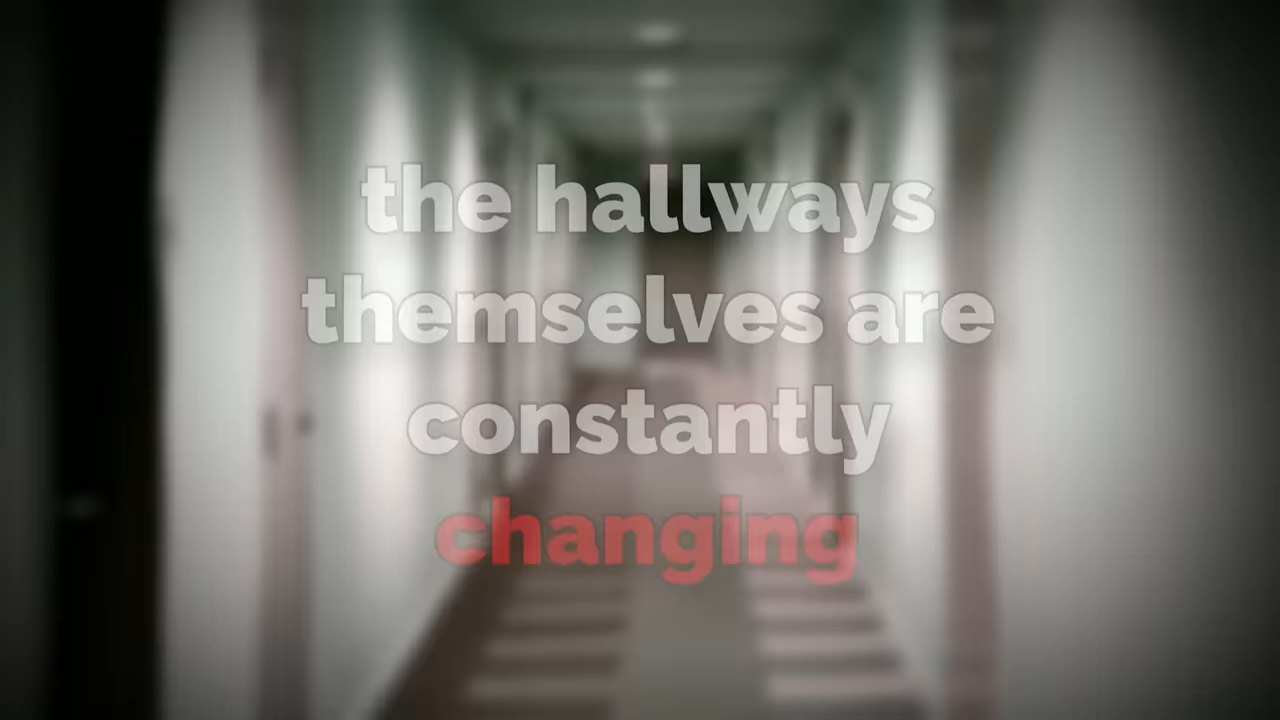 the hallways
themselves are
constantly
changing